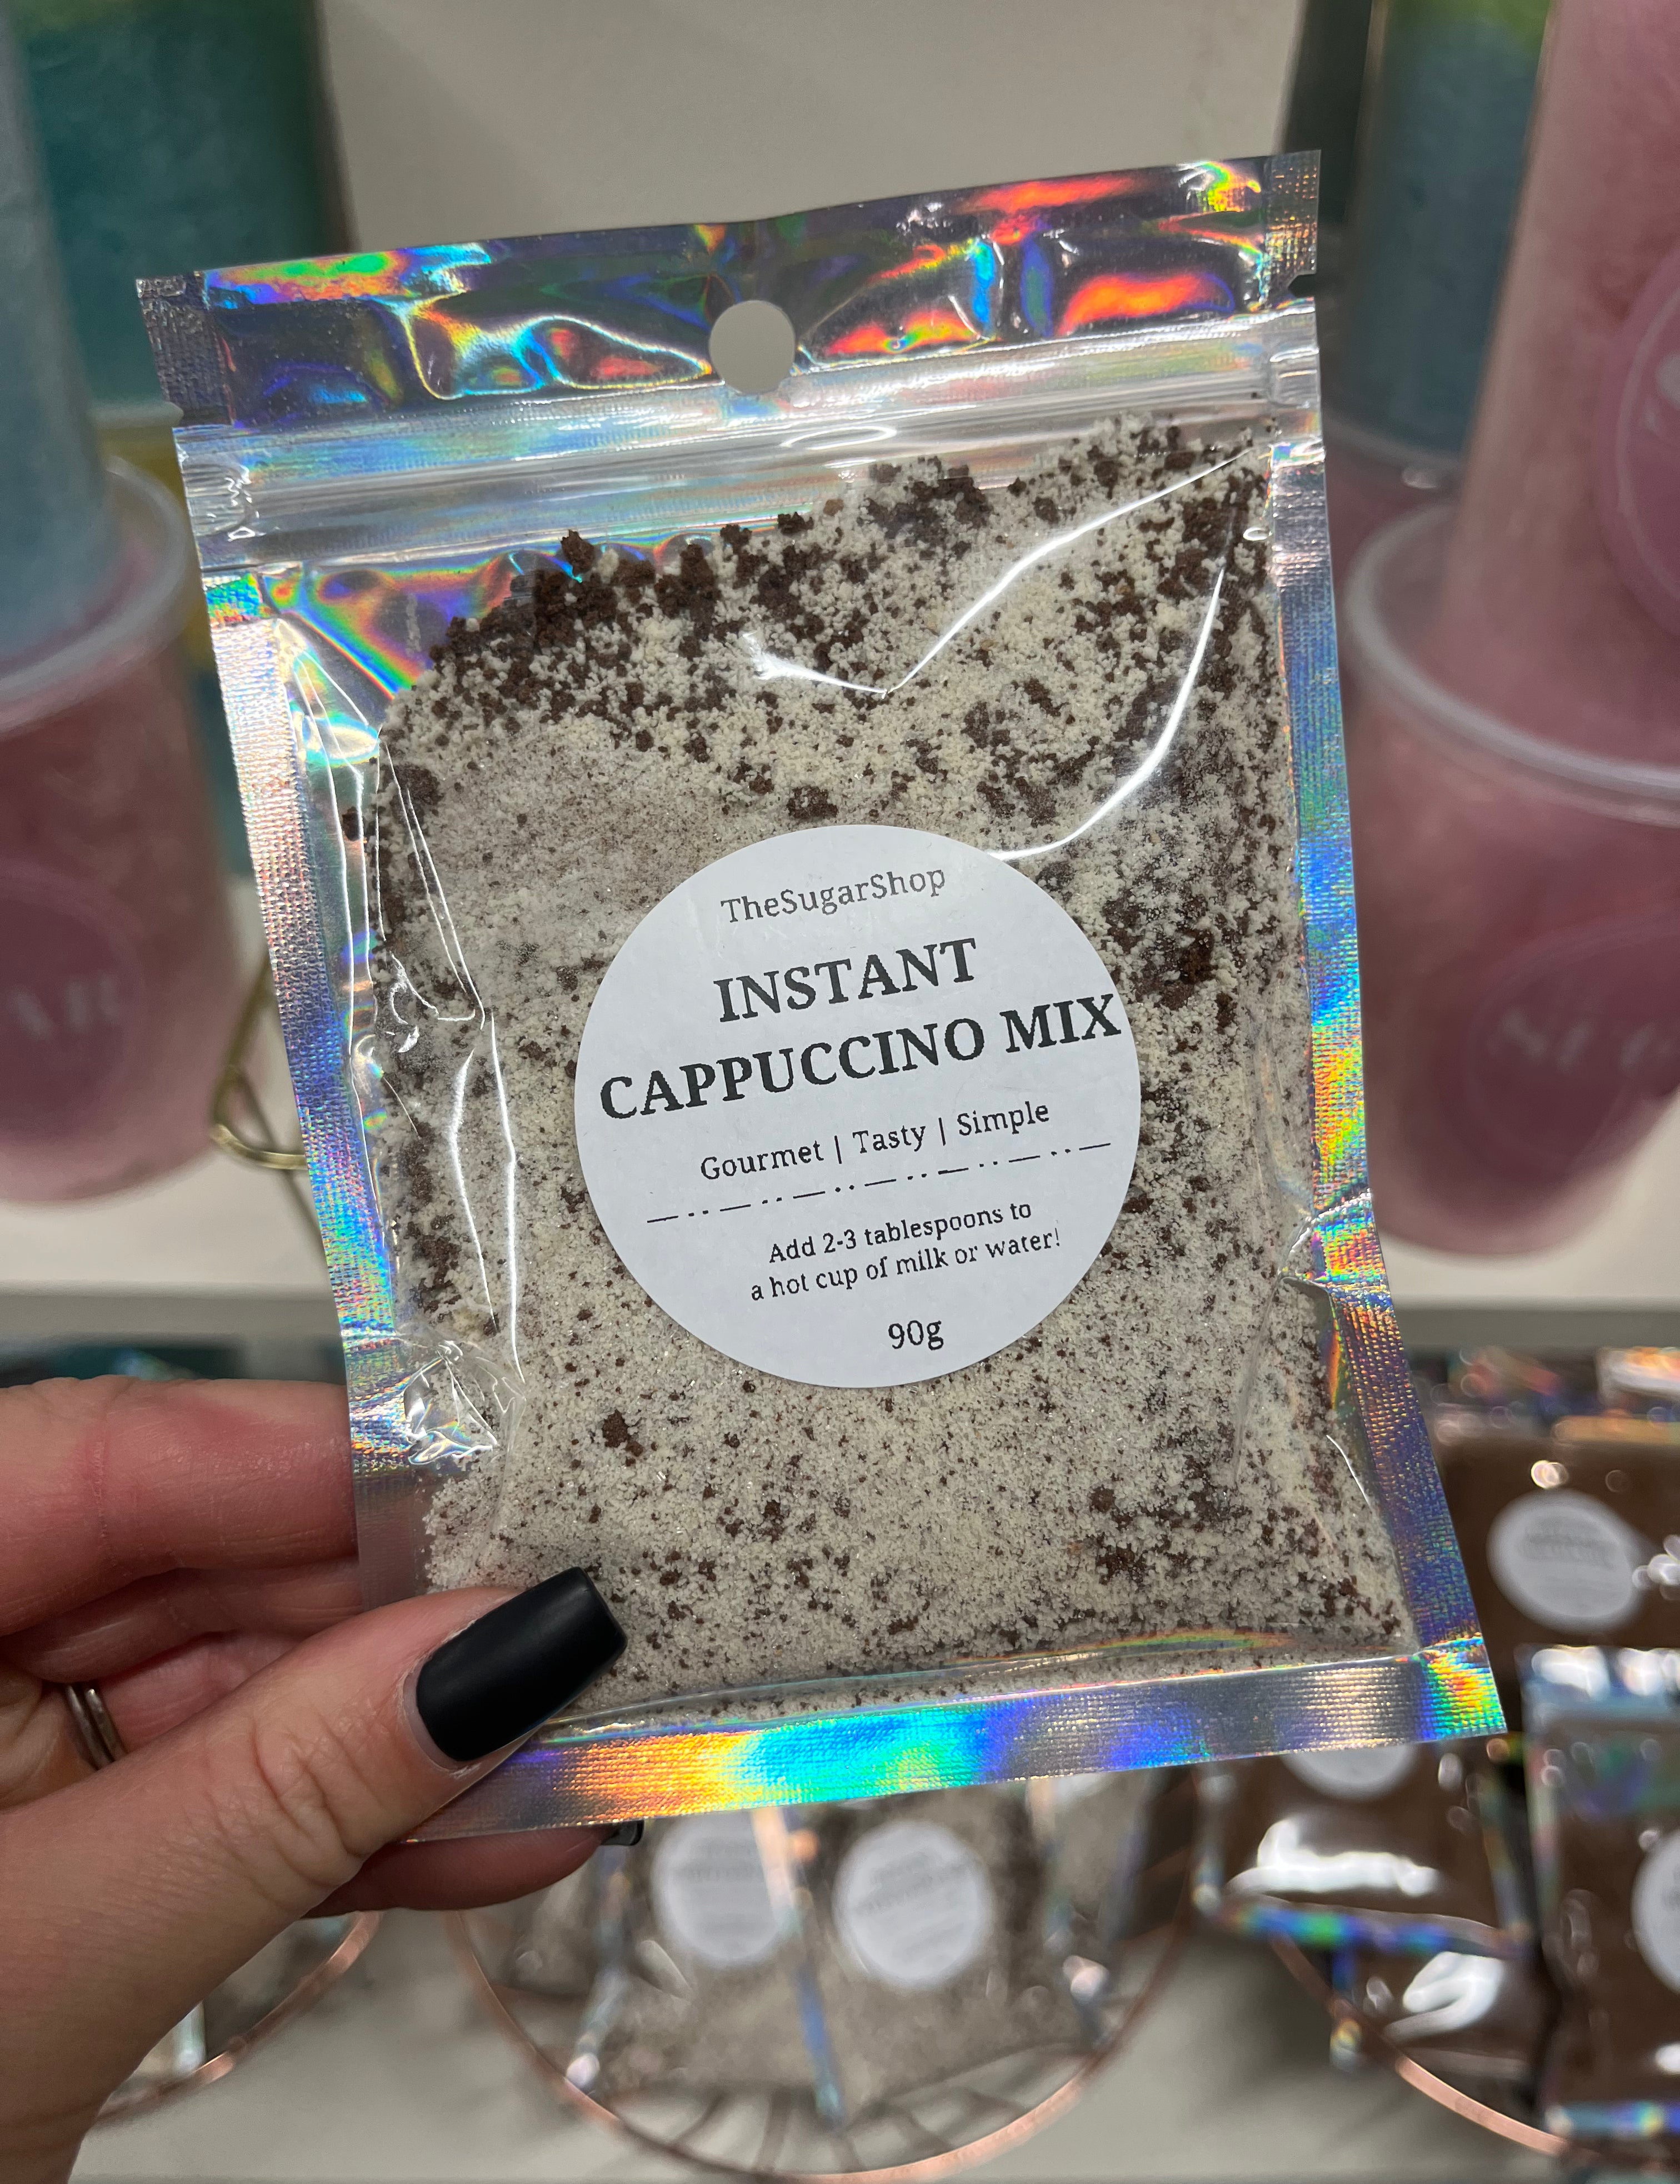 TheSugarShop
INSTANT
CAPPUCCINO MIX
Gourmet | Tasty | Simple
Add 2-3 tablespoons to
a hot cup of milk or water!
90g